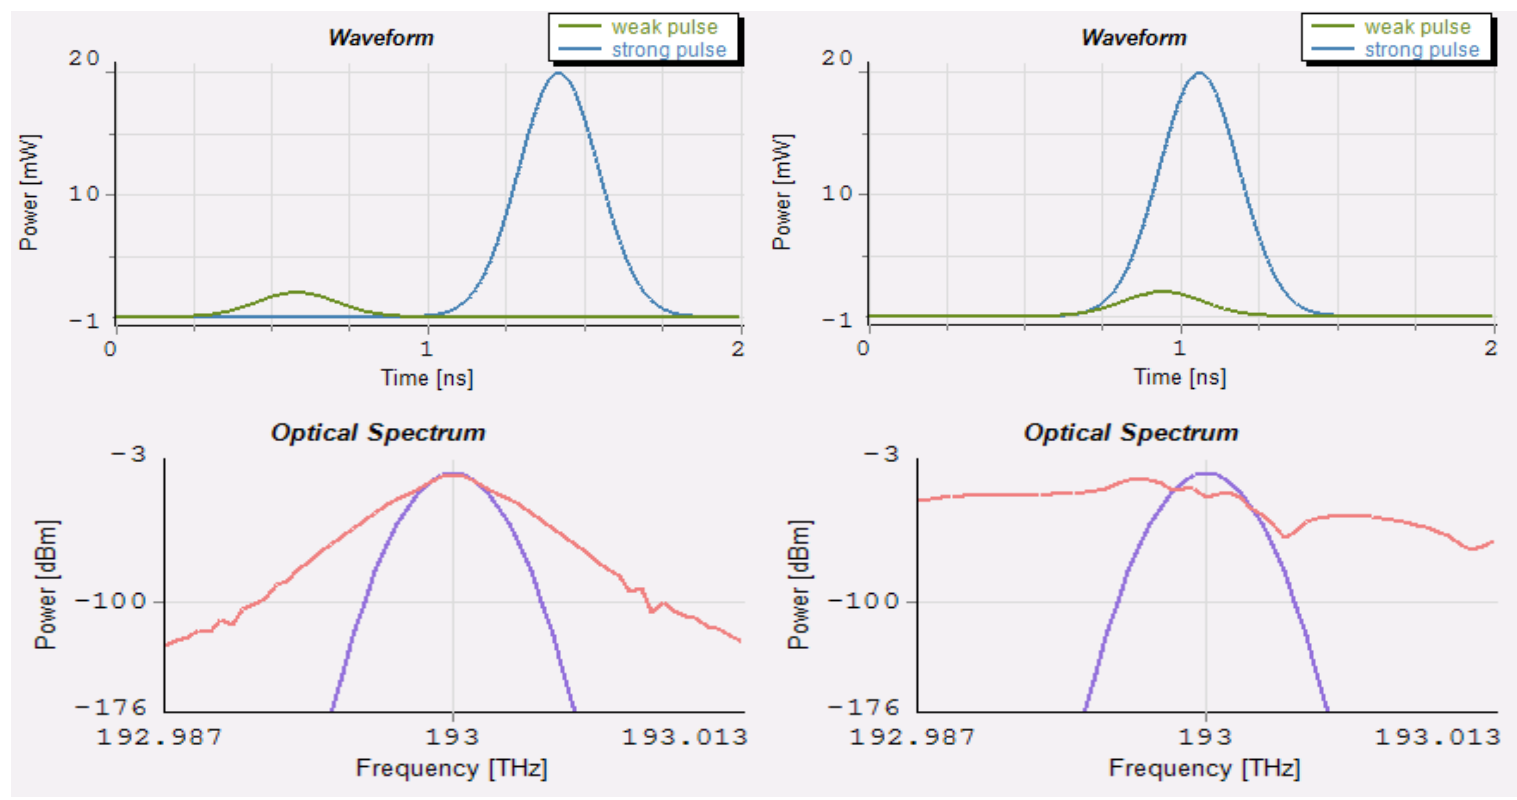 Waveform
weak pulse
strong pulse
20
10
-1
Power [mW]
0
1
2
Time [ns]
Waveform
weak pulse
strong pulse
20
10
-1
Power [mW]
0
1
2
Time [ns]
Optical Spectrum
-3
-100
-176
Power [dBm]
192.987
193
193.013
Frequency [THz]
Optical Spectrum
-3
-100
-176
Power [dBm]
192.987
193
193.013
Frequency [THz]